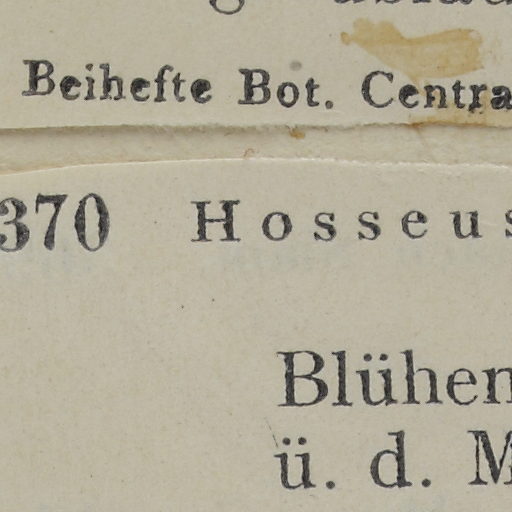 Beihefte Bot. Centra
370 Hosseus
Blühen
ü. d. M